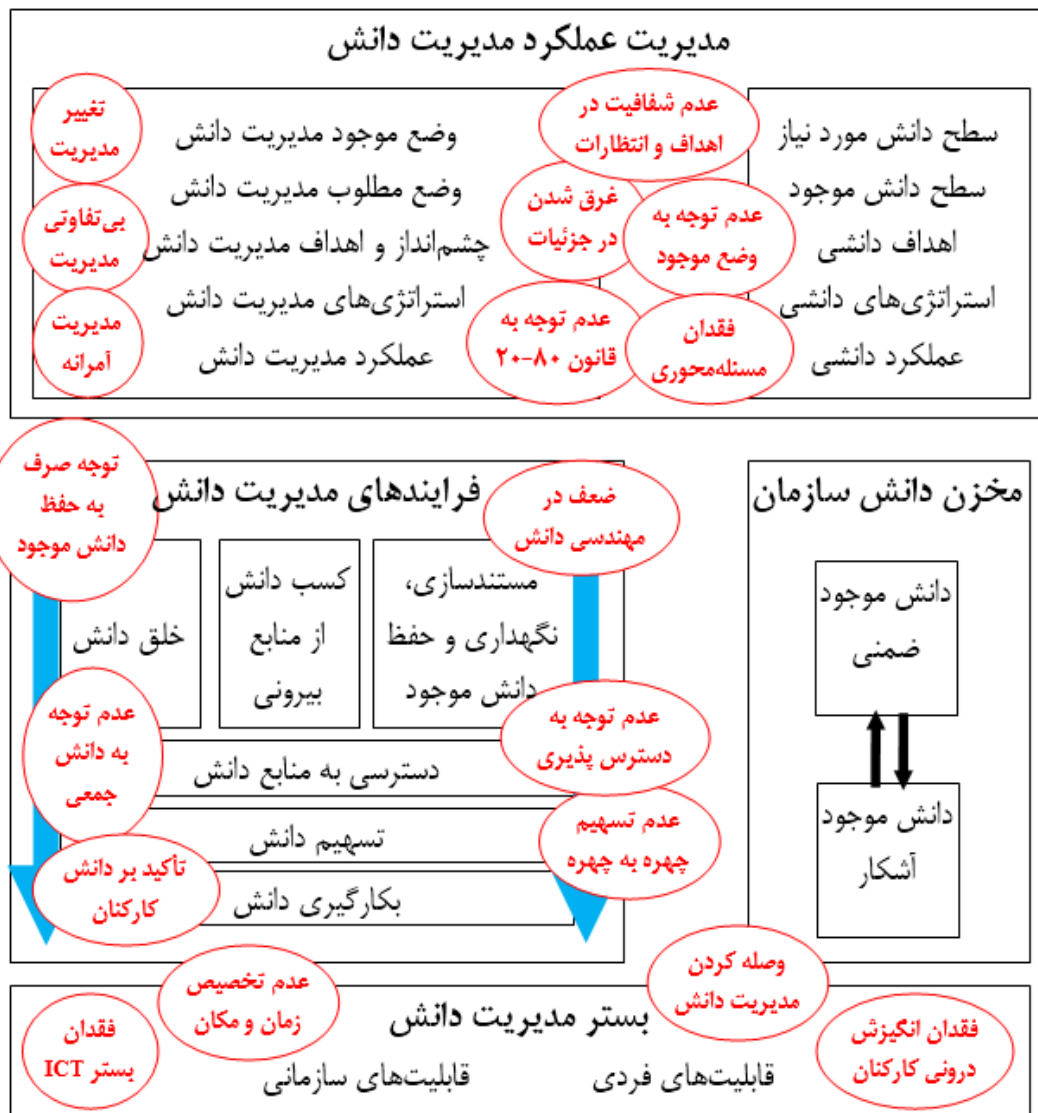 مدیریت عملکرد مدیریت دانش
سطح دانش مورد نیاز
سطح دانش موجود
اهداف دانشی
استراتژی‌های دانشی
عملکرد دانشی
عدم شفافیت در
اهداف و انتظارات
غرق شدن
در جزئیات
عدم توجه به
وضع موجود
عدم توجه به
قانون ۸۰-۲۰
فقدان
مسئله‌محوری
وضع موجود مدیریت دانش
وضع مطلوب مدیریت دانش
چشم‌انداز و اهداف مدیریت دانش
استراتژی‌های مدیریت دانش
عملکرد مدیریت دانش
تغییر
مدیریت
بی‌تفاوتی
مدیریت
مدیریت
آمرانه
مخزن دانش سازمان
دانش موجود
ضمنی
دانش موجود
آشکار
فرایندهای مدیریت دانش
ضعف در
مهندسی دانش
توجه صرف
به حفظ
دانش موجود
مستندسازی،
نگهداری و حفظ
دانش موجود
کسب دانش
از منابع
بیرونی
خلق دانش
عدم توجه به
دسترس پذیری
عدم توجه
به دانش
جمعی
دسترسی به منابع دانش
عدم تسهیم
چهره به چهره
تسهیم دانش
تأکید بر دانش
کارکنان
بکارگیری دانش
وصله کردن
مدیریت دانش
عدم تخصیص
زمان و مکان
بستر مدیریت دانش
فقدان انگیزش
درونی کارکنان
فقدان
بستر ICT
قابلیت‌های فردی
قابلیت‌های سازمانی